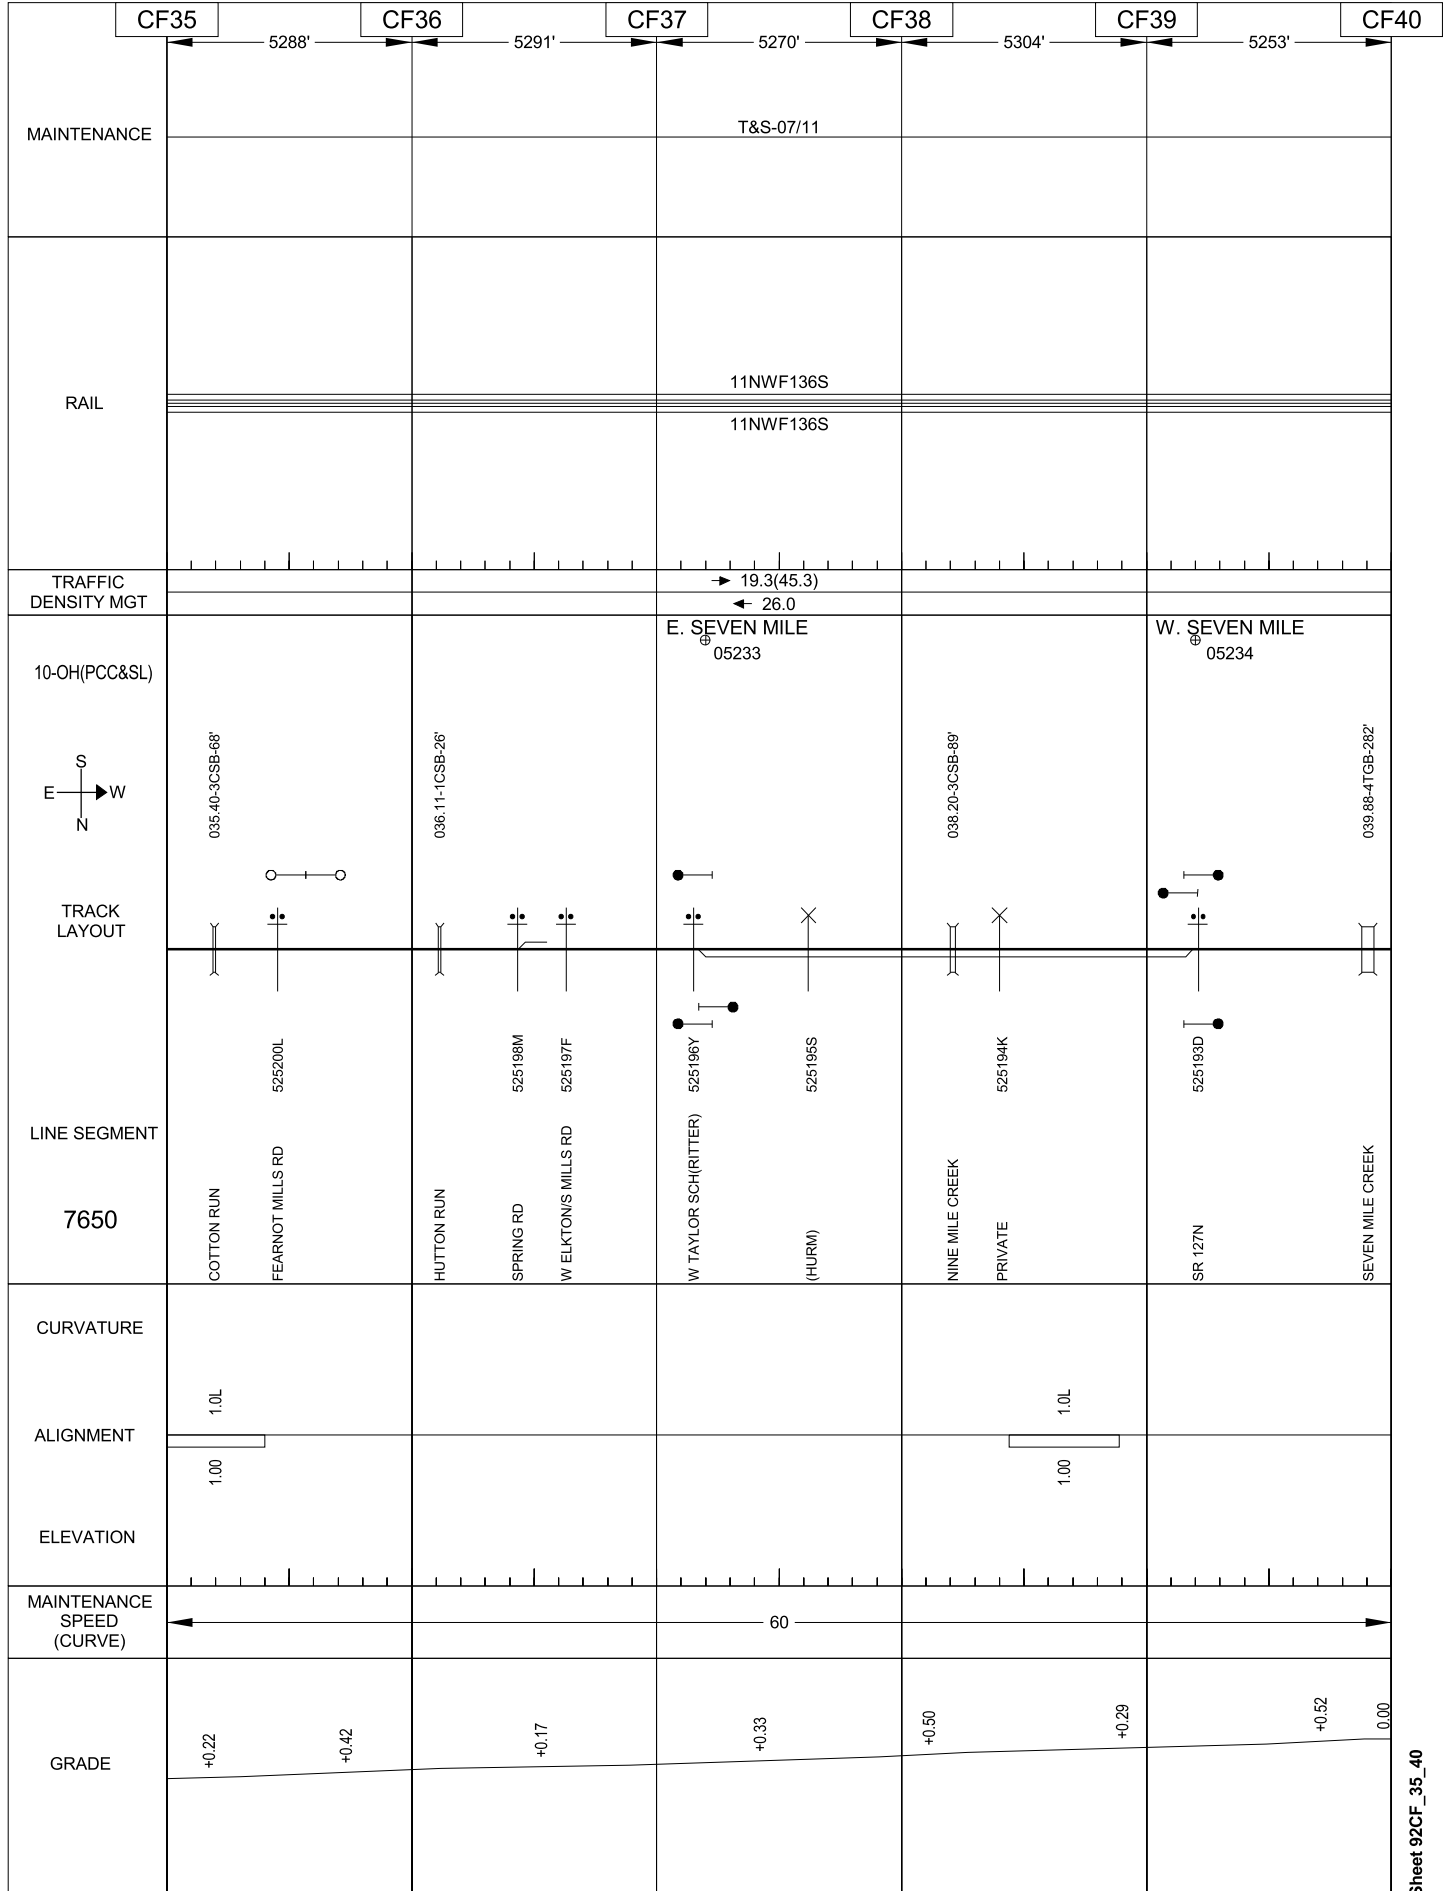 CF35 CF36 CF37 CF38 CF39 CF40
5288' 5291' 5270' 5304' 5253'
MAINTENANCE
T&S-07/11
RAIL
11NWF136S
11NWF136S
TRAFFIC
DENSITY MGT
19.3(45.3)
26.0
10-OH(PCC&SL)
E. SEVEN MILE
05233
W. SEVEN MILE
05234
S
E W
N
035.40-3CSB-68'
036.11-1CSB-26'
038.20-3CSB-89'
039.88-4TGB-282'
TRACK
LAYOUT
525200L
525198M
525197F
525196Y
525195S
525194K
525193D
LINE SEGMENT
7650
COTTON RUN
FEARNOT MILLS RD
HUTTON RUN
SPRING RD
W ELKTON/S MILLS RD
W TAYLOR SCH(RITTER)
(HURM)
NINE MILE CREEK
PRIVATE
SR 127N
SEVEN MILE CREEK
CURVATURE
1.0L
1.0L
ALIGNMENT
1.00
1.00
ELEVATION
MAINTENANCE
SPEED
(CURVE)
60
GRADE
+0.22
+0.42
+0.17
+0.33
+0.50
+0.29
+0.52
0.00
Sheet 92CF_35_40